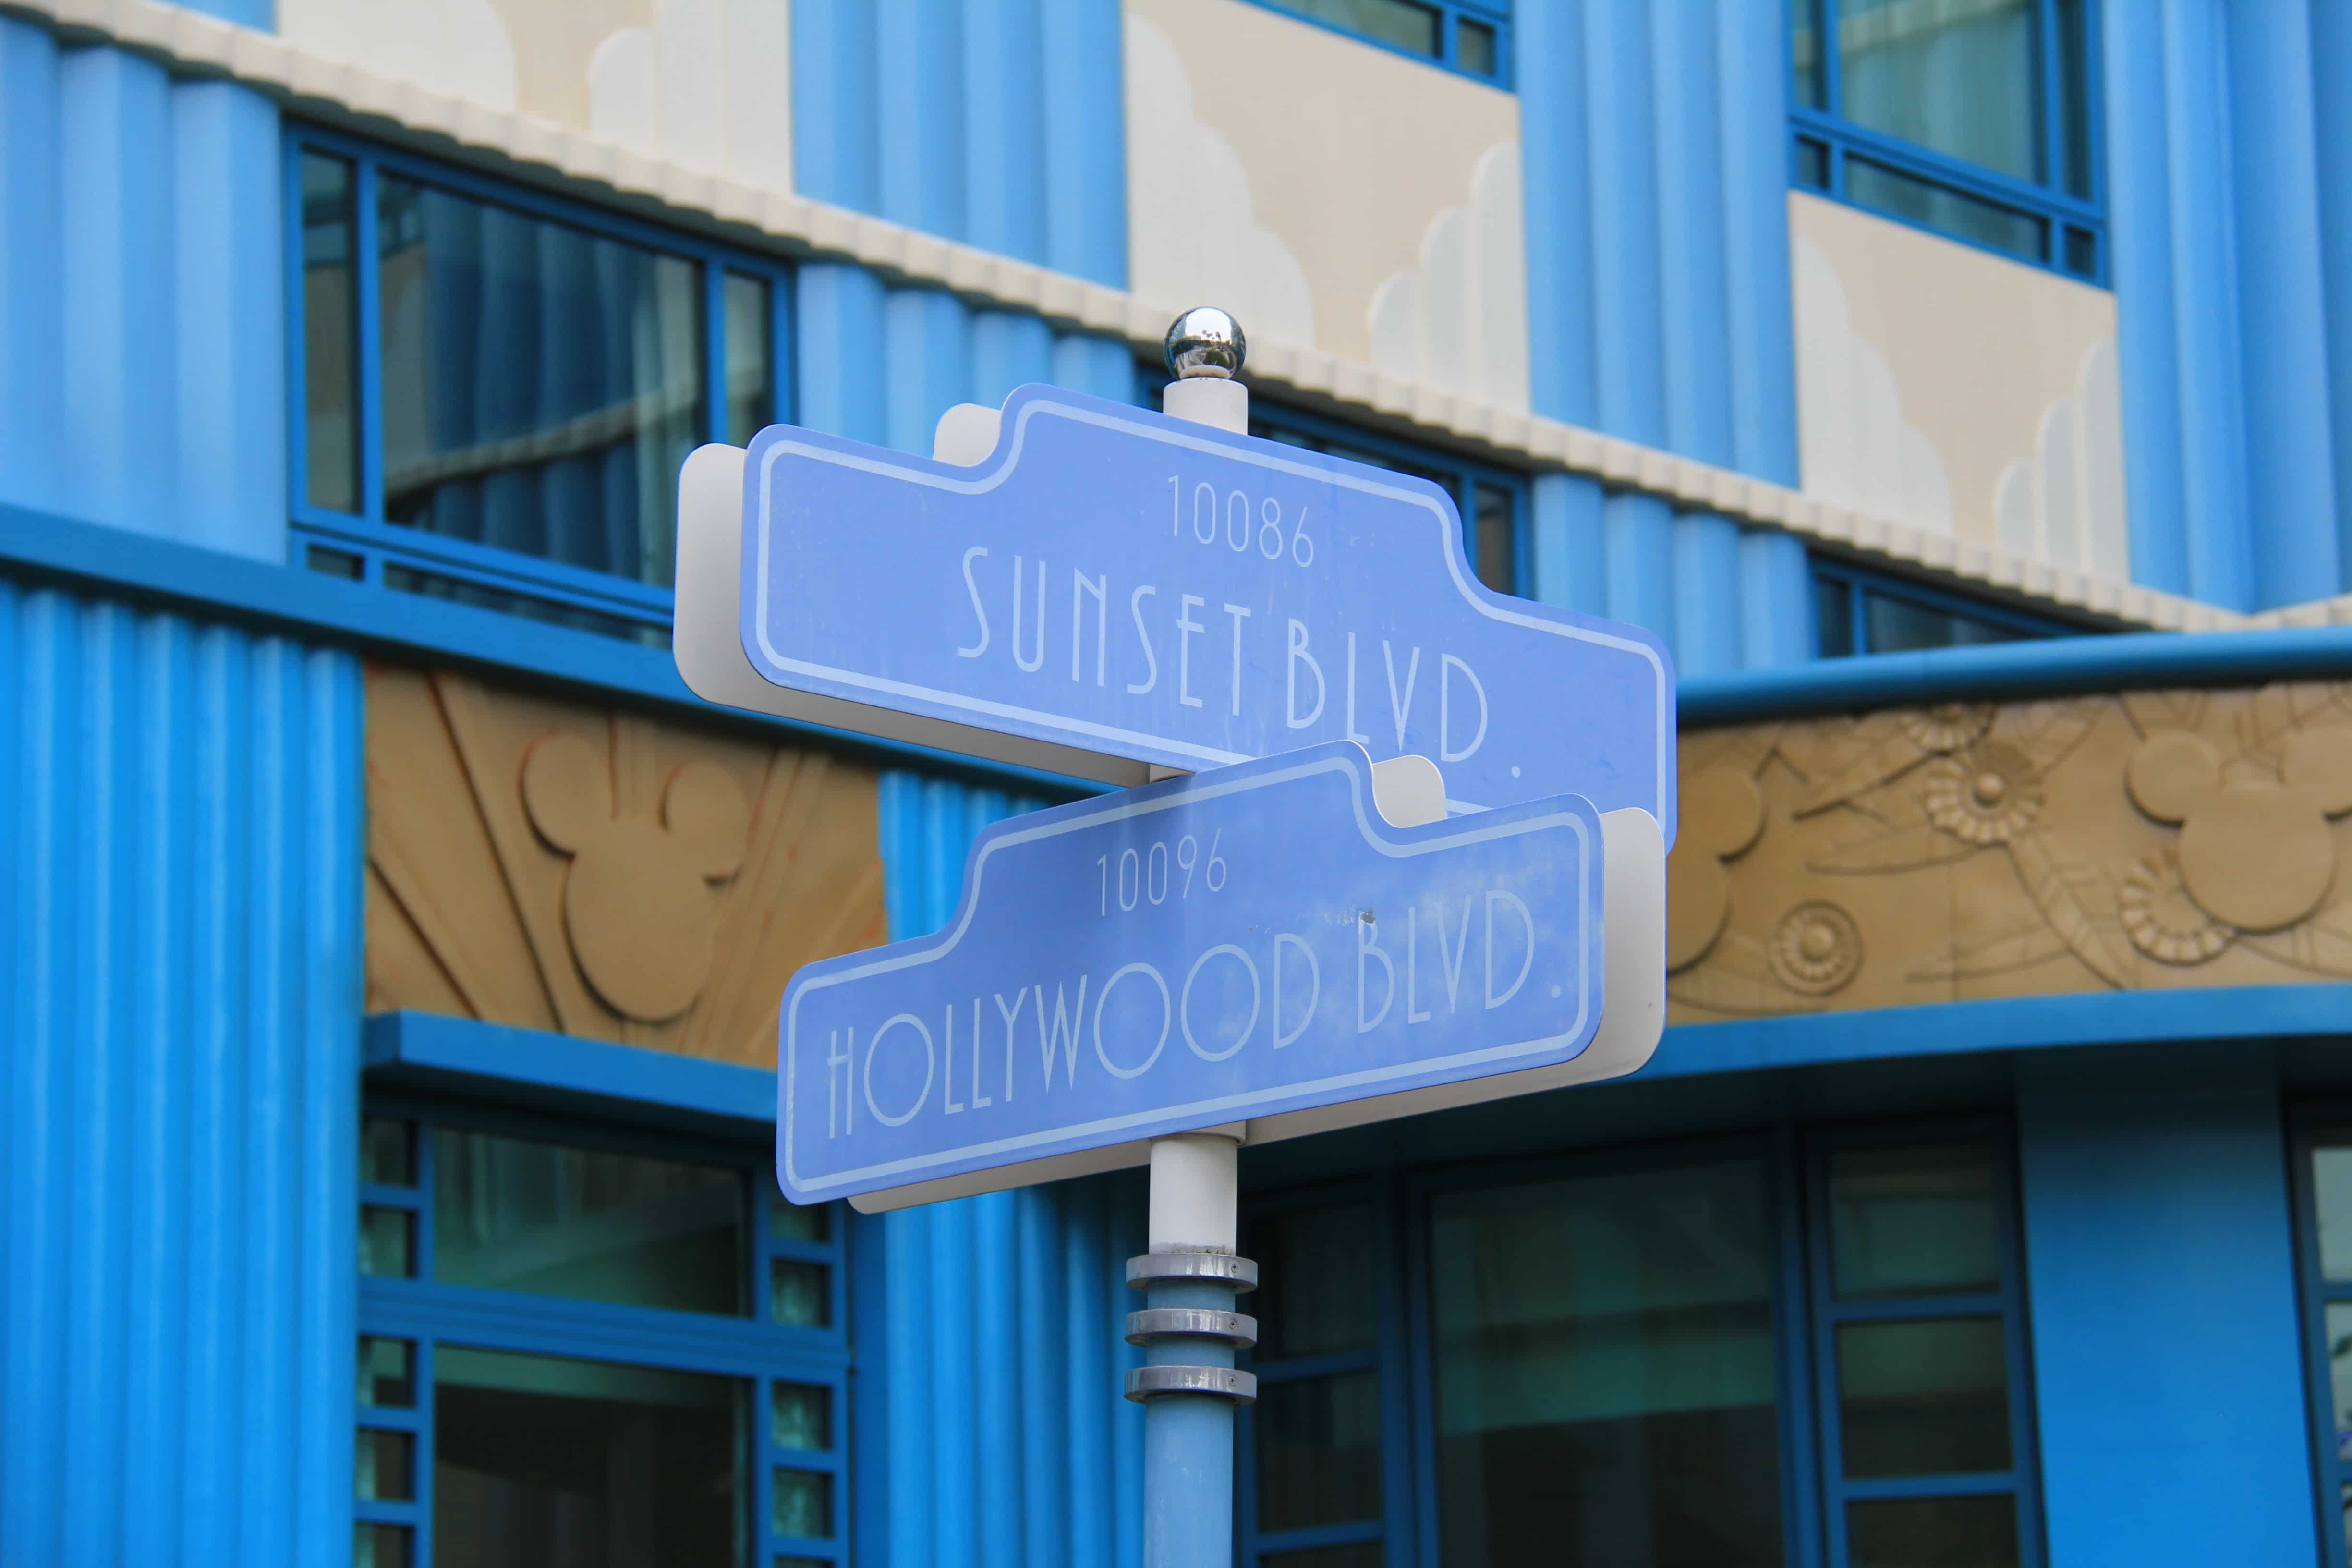 10086
SUNSET BLVD.
10096
HOLLYWOOD BLVD.